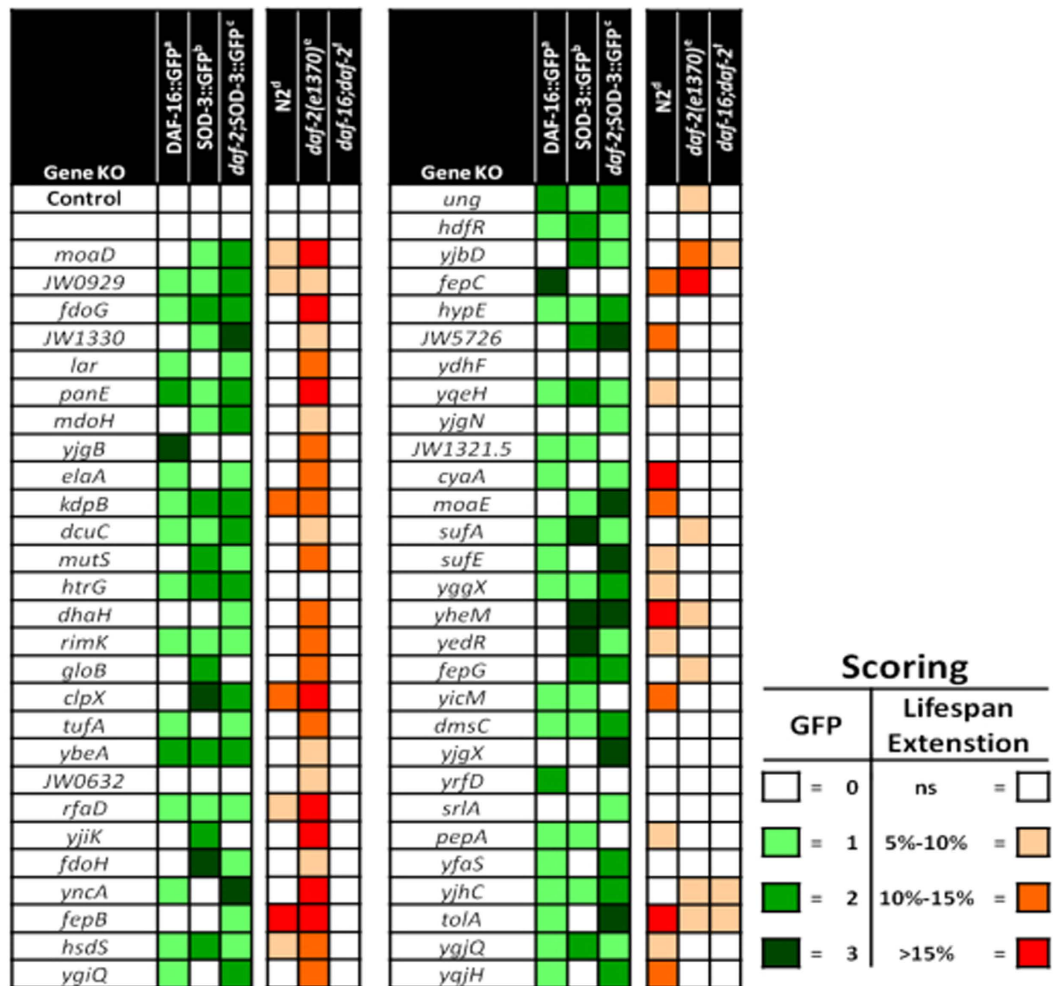 Gene KO DAF-16::GFPa SOD-3::GFPb daf-2;SOD-3::GFPc N2d daf-2(e1370)e daf-16;daf-2f
Control
moaD
JW0929
fdoG
JW1330
lar
panE
mdoH
yjgB
elaA
kdpB
dcuC
mutS
htrG
dhaH
rimK
gloB
clpX
tufA
ybeA
JW0632
rfaD
yjiK
fdoH
yncA
fepB
hsdS
ygiQ
Gene KO DAF-16::GFPa SOD-3::GFPb daf-2;SOD-3::GFPc N2d daf-2(e1370)e daf-16;daf-2f
ung
hdfR
yjbD
fepC
hypE
JW5726
ydhF
yqeH
yjgN
JW1321.5
cyaA
moaE
sufA
sufE
yggX
yheM
yedR
fepG
yicM
dmsC
yjgX
yrfD
srlA
pepA
yfaS
yjhC
tolA
ygjQ
yqjH
Scoring
GFP Lifespan
Extenstion
= 0 ns =
= 1 5%-10% =
= 2 10%-15% =
= 3 >15% =